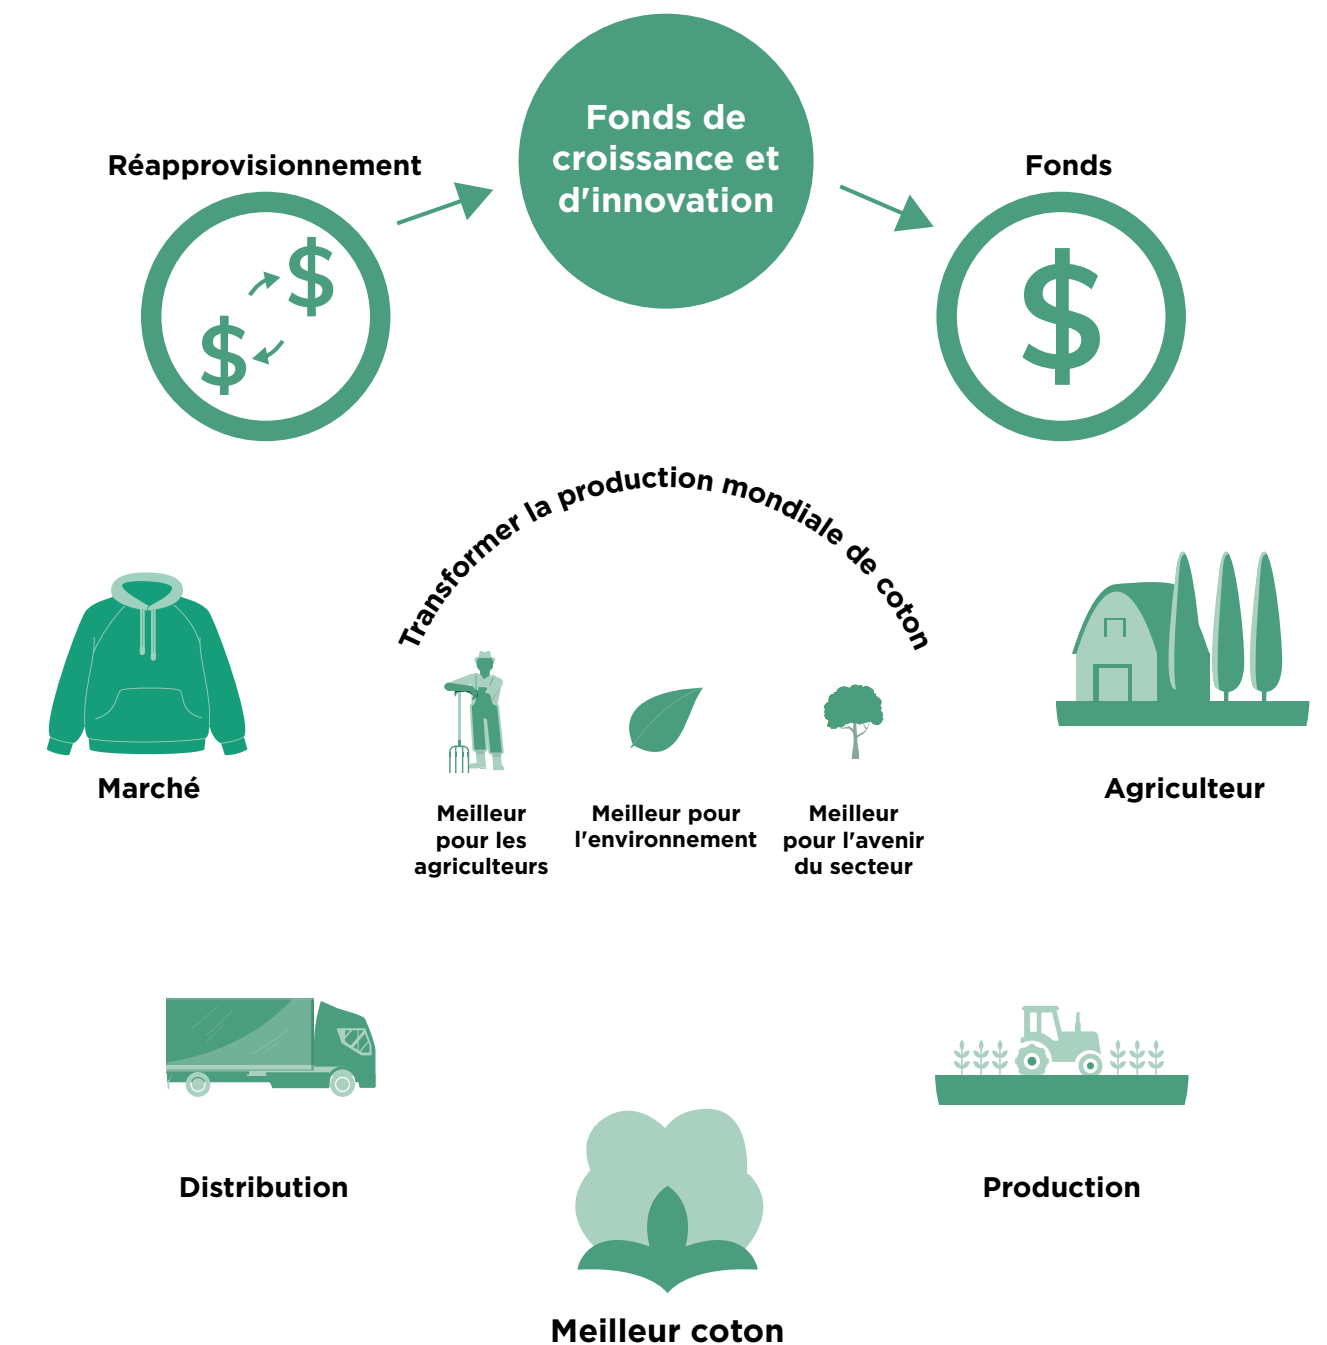 Fonds de
croissance et
d'innovation
Réapprovisionnement
Fonds
$
$
$
Transformer la production mondiale de coton
Marché
Agriculteur
Meilleur
pour les
agriculteurs
Meilleur pour
l'environnement
Meilleur
pour l'avenir
du secteur
Distribution
Production
Meilleur coton